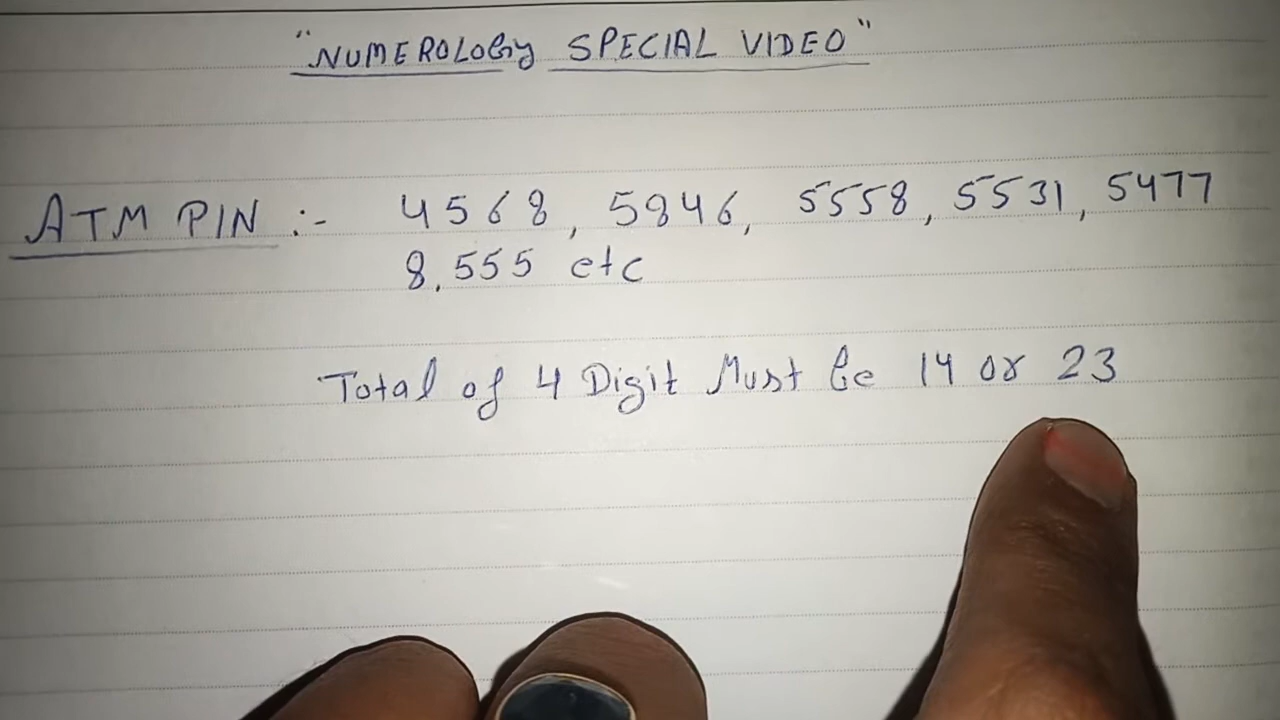 "NUMEROLOGY SPECIAL VIDEO"
ATM PIN :- 4568, 5846, 5558, 5531, 5477
8,555 etc
Total of 4 Digit Must be 14 or 23